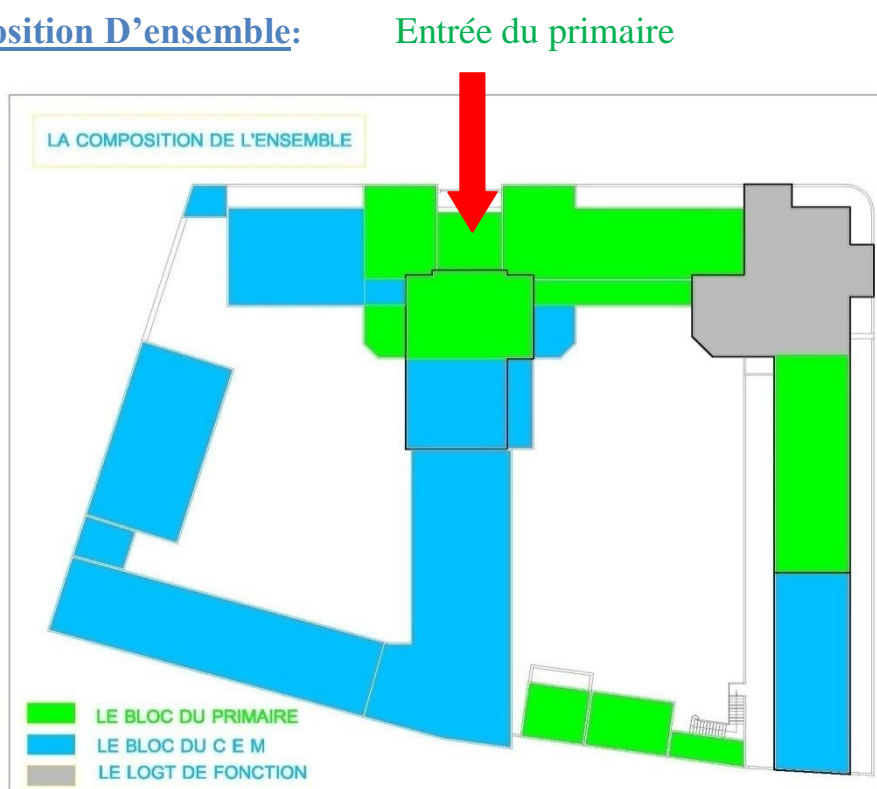 osition D’ensemble: Entrée du primaire
LA COMPOSITION DE L'ENSEMBLE
LE BLOC DU PRIMAIRE
LE BLOC DU C E M
LE LOGT DE FONCTION